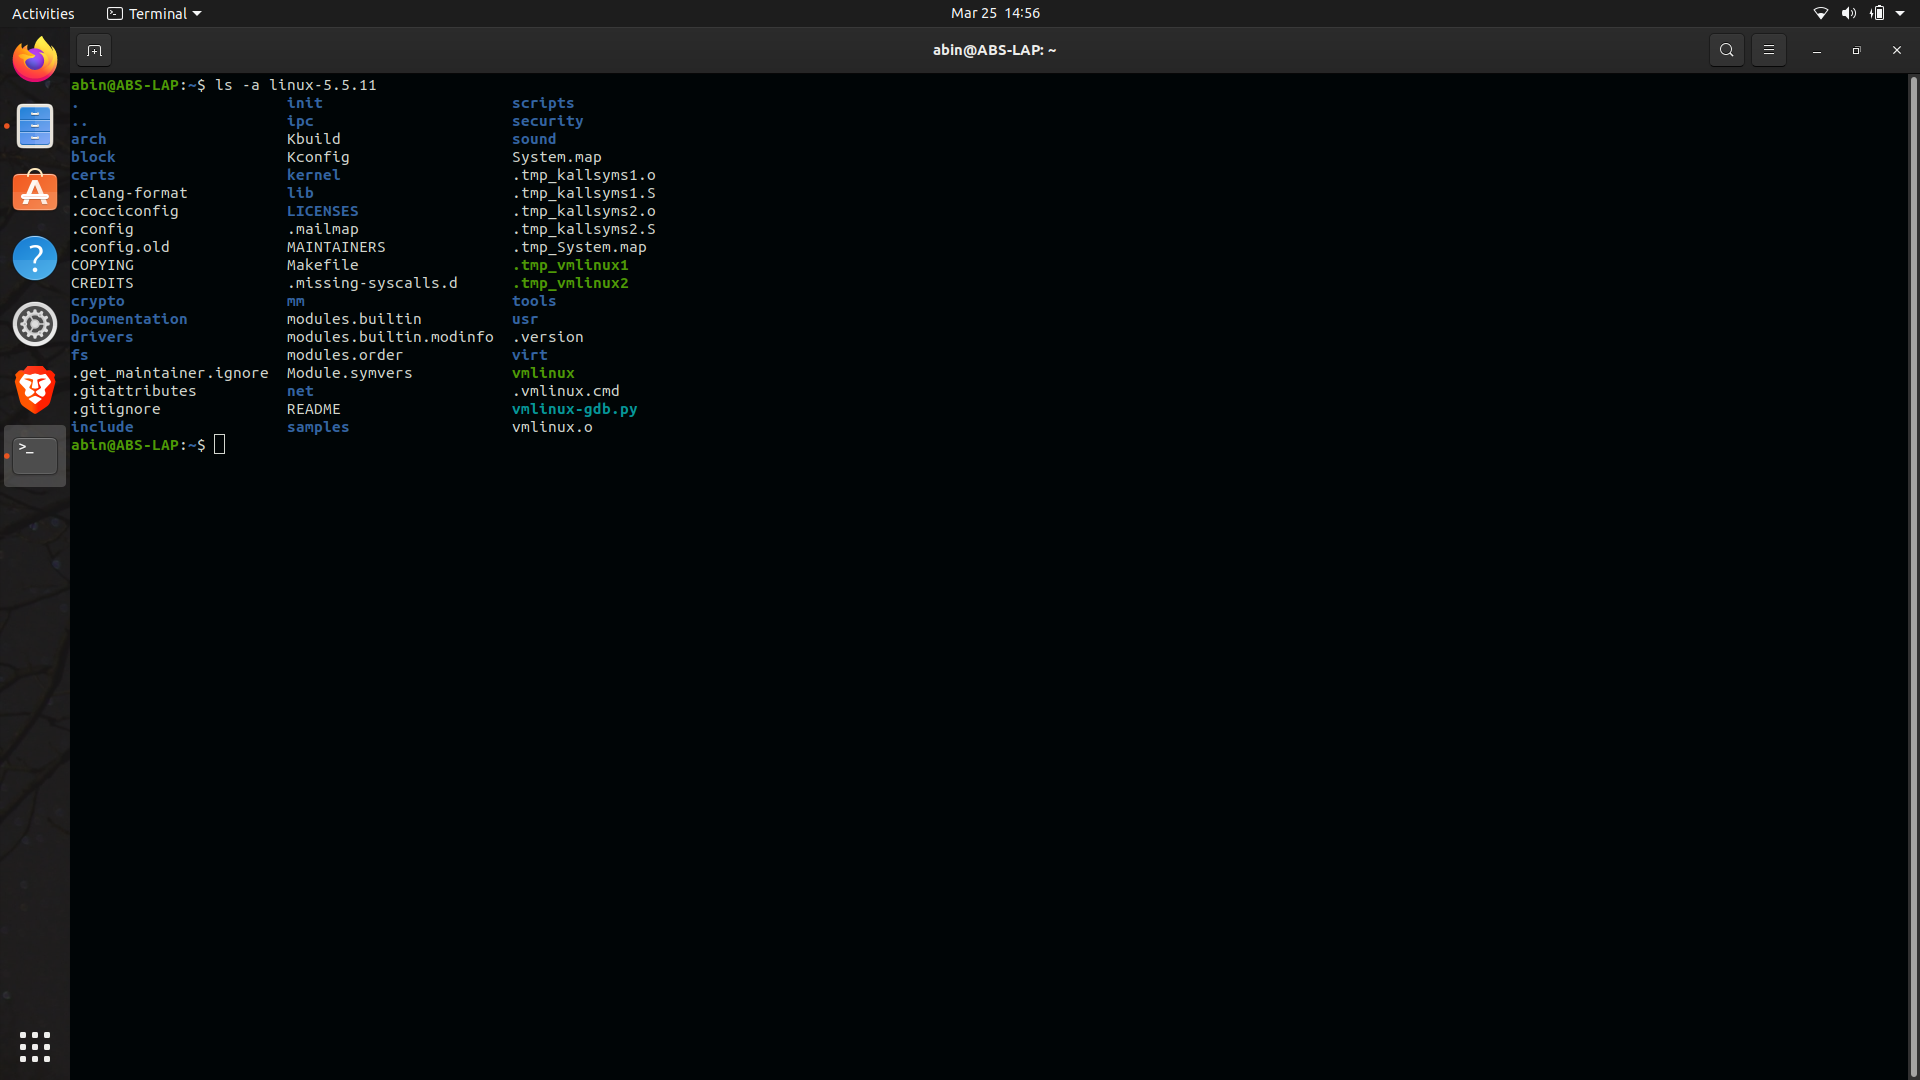 Activities Terminal Mar 25 14:56
abin@ABS-LAP: ~
abin@ABS-LAP:~$ ls -a linux-5.5.11
. init scripts
.. ipc security
arch Kbuild sound
block Kconfig System.map
certs kernel .tmp_kallsyms1.o
.clang-format lib .tmp_kallsyms1.S
.cocciconfig LICENSES .tmp_kallsyms2.o
.config .mailmap .tmp_kallsyms2.S
.config.old MAINTAINERS .tmp_System.map
COPYING Makefile .tmp_vmlinux1
CREDITS .missing-syscalls.d .tmp_vmlinux2
crypto mm tools
Documentation modules.builtin usr
drivers modules.builtin.modinfo .version
fs modules.order virt
.get_maintainer.ignore Module.symvers vmlinux
.gitattributes net .vmlinux.cmd
.gitignore README vmlinux-gdb.py
include samples vmlinux.o
abin@ABS-LAP:~$